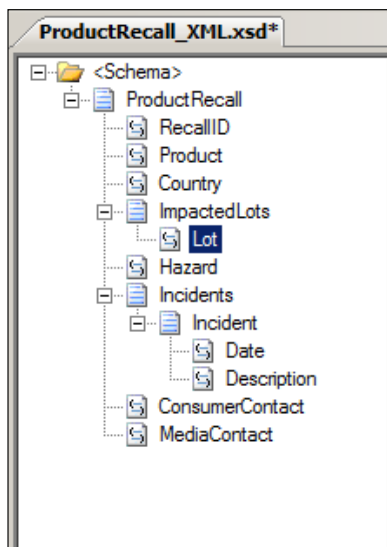 ProductRecall_XML.xsd*
<Schema>
ProductRecall
RecallID
Product
Country
ImpactedLots
Lot
Hazard
Incidents
Incident
Date
Description
ConsumerContact
MediaContact